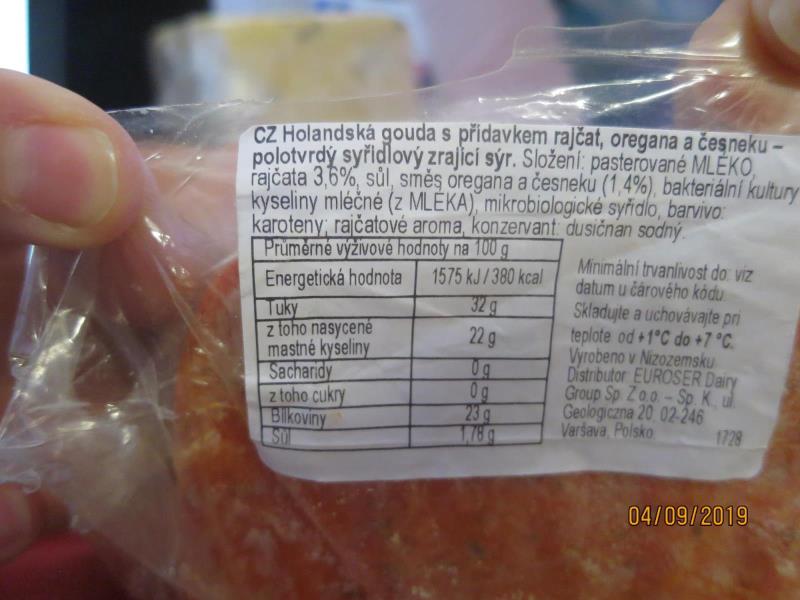 CZ Holandská gouda s přídavkem rajčat, oregana a česneku –
polotvrdý syřidlový zrající sýr. Složení: pasterované MLÉKO,
rajčata 3,6%, sůl, směs oregana a česneku (1,4%), bakteriální kultury
kyseliny mléčné (z MLÉKA), mikrobiologické syřidlo, barvivo:
karoteny, rajčatové aroma, konzervant: dusičnan sodný.
Průměrné výživové hodnoty na 100 g
Energetická hodnota 1575 kJ / 380 kcal
Tuky 32 g
z toho nasycené
mastné kyseliny 22 g
Sacharidy 0 g
z toho cukry 0 g
Bílkoviny 23 g
Sůl 1,78 g
Minimální trvanlivost do: viz
datum u čárového kódu.
Skladujte a uchovávajte pri
teplote od +1°C do +7 °C.
Vyrobeno v Nizozemsku.
Distributor: EUROSER Dairy
Group Sp. Z o.o. – Sp. K., ul.
Geologiczna 20, 02-246
Varšava, Polsko
1728
04/09/2019